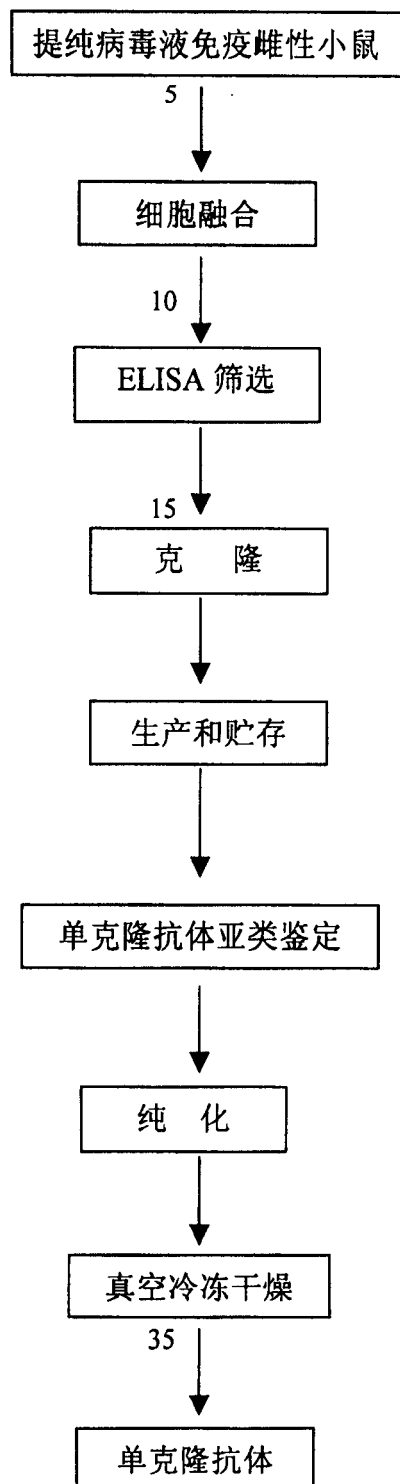 提纯病毒液免疫雌性小鼠
5
细胞融合
10
ELISA 筛选
15
克 隆
生产和贮存
单克隆抗体亚类鉴定
纯 化
真空冷冻干燥
35
单克隆抗体